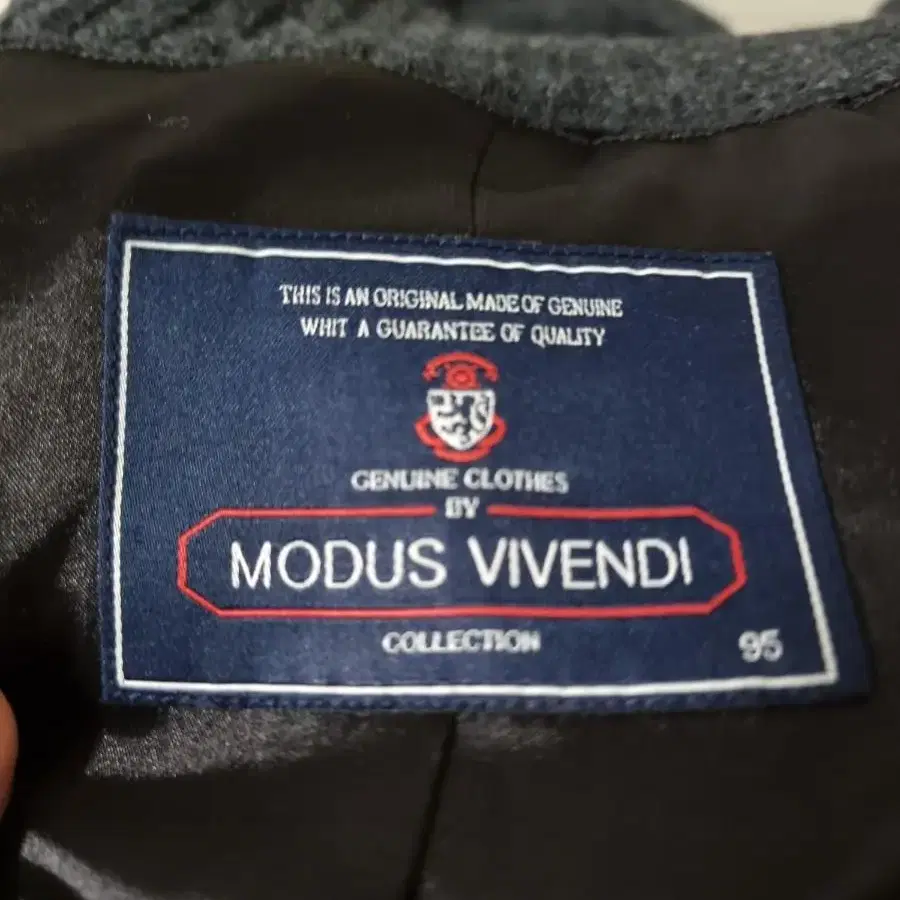 THIS IS AN ORIGINAL MADE OF GENUINE
WHIT A GUARANTEE OF QUALITY
GENUINE CLOTHES
BY
MODUS VIVENDI
COLLECTION
95